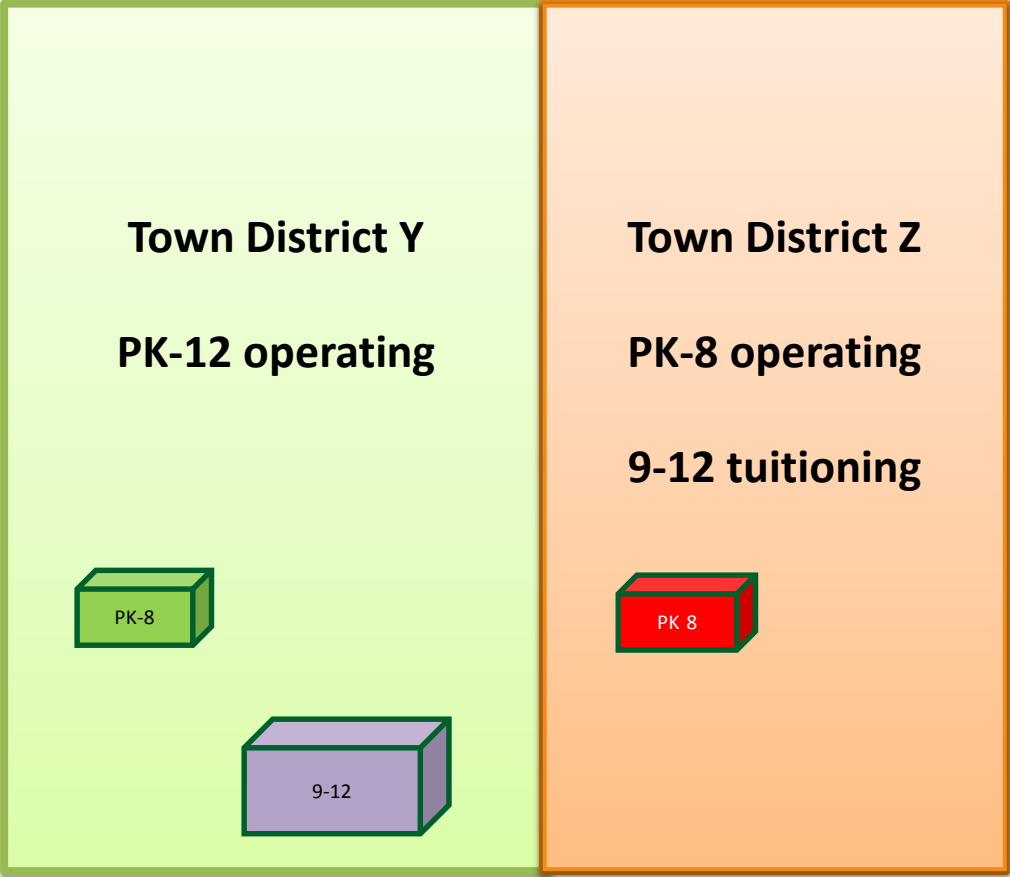 Town District Y
PK-12 operating
PK-8
9-12
Town District Z
PK-8 operating
9-12 tuitioning
PK 8